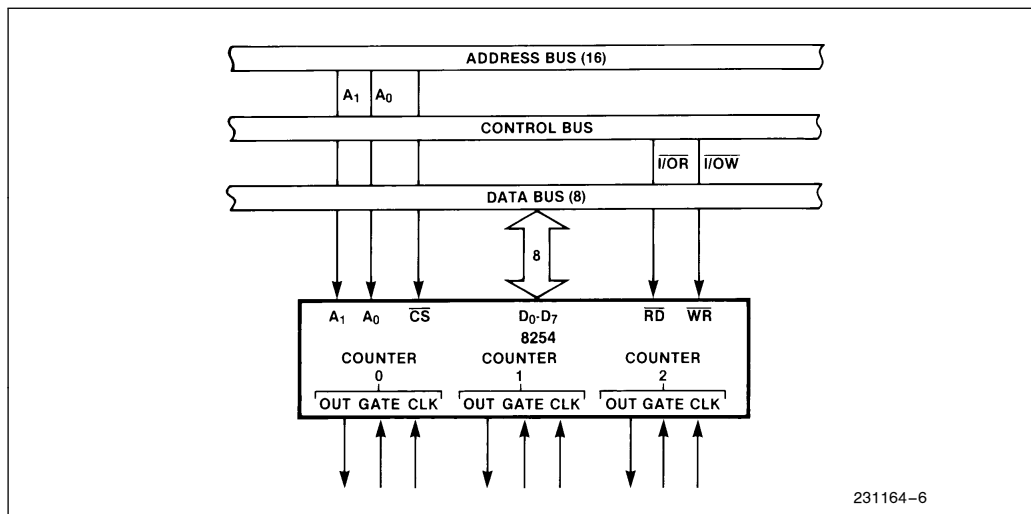 ADDRESS BUS (16)
A1 A0
CONTROL BUS
I/OR I/OW
DATA BUS (8)
8
A1 A0 CS D0-D7 RD WR
8254
COUNTER COUNTER COUNTER
0 1 2
OUT GATE CLK OUT GATE CLK OUT GATE CLK
231164–6